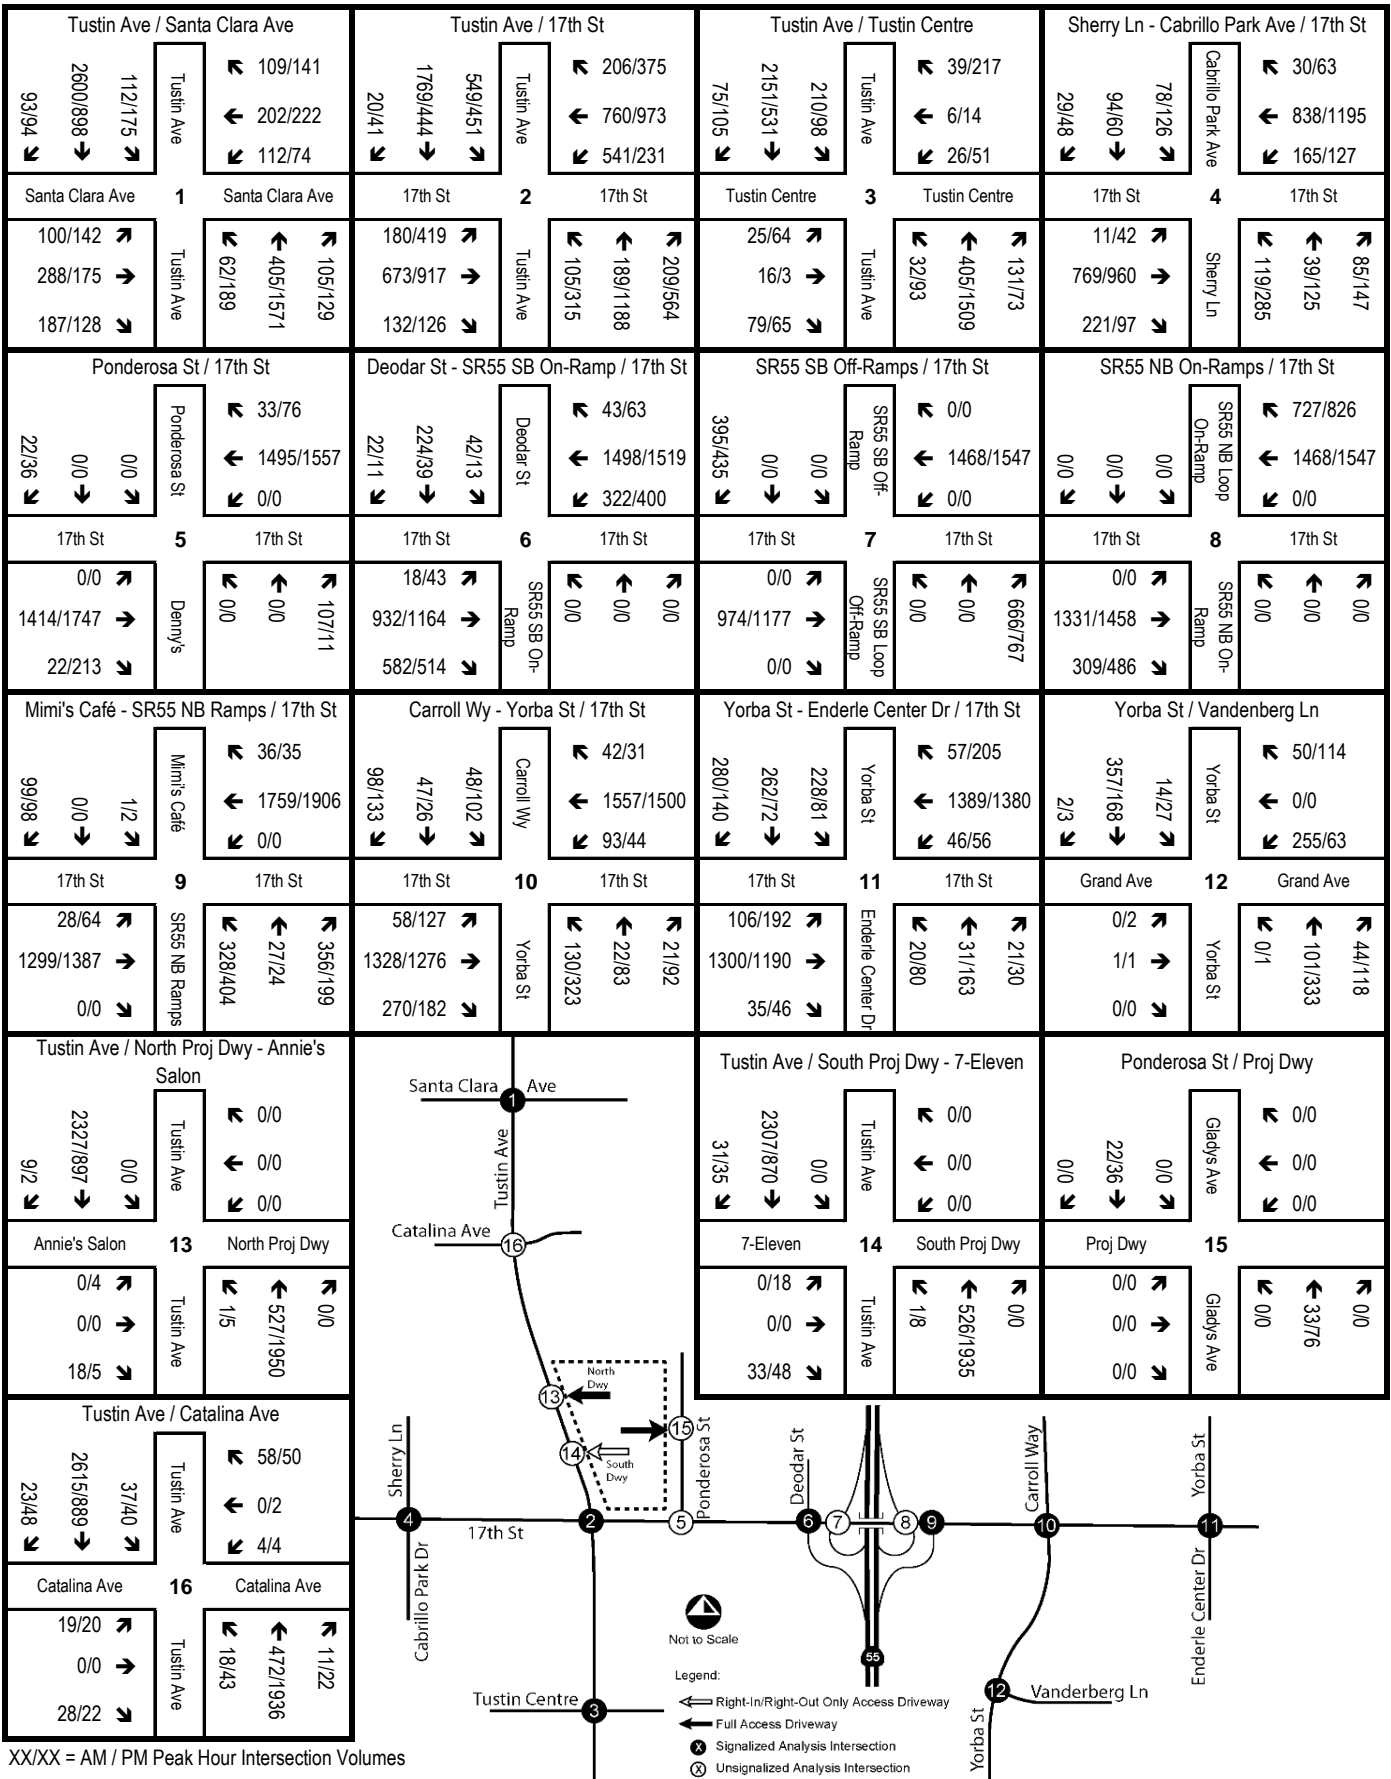 Tustin Ave / Santa Clara Ave
93/94
2600/898
112/175
Tustin Ave
109/141
202/222
112/74
Santa Clara Ave
1
Santa Clara Ave
100/142
288/175
187/128
Tustin Ave
62/189
405/1571
105/129
Tustin Ave / 17th St
20/41
1769/444
549/451
Tustin Ave
206/375
760/973
541/231
17th St
2
17th St
180/419
673/917
132/126
Tustin Ave
105/315
189/1188
209/564
Tustin Ave / Tustin Centre
75/105
2151/531
210/98
Tustin Ave
39/217
6/14
26/51
Tustin Centre
3
Tustin Centre
25/64
16/3
79/65
Tustin Ave
32/93
405/1509
131/73
Sherry Ln - Cabrillo Park Ave / 17th St
29/48
94/60
78/126
Cabrillo Park Ave
30/63
838/1195
165/127
17th St
4
17th St
11/42
769/960
221/97
Sherry Ln
119/285
39/125
85/147
Ponderosa St / 17th St
22/36
0/0
0/0
Ponderosa St
33/76
1495/1557
0/0
17th St
5
17th St
0/0
1414/1747
22/213
Denny's
0/0
0/0
107/11
Deodar St - SR55 SB On-Ramp / 17th St
22/11
224/39
42/13
Deodar St
43/63
1498/1519
322/400
17th St
6
17th St
18/43
932/1164
582/514
SR55 SB On-
Ramp
0/0
0/0
0/0
SR55 SB Off-Ramps / 17th St
395/435
0/0
0/0
SR55 SB Off-
Ramp
0/0
1468/1547
0/0
17th St
7
17th St
0/0
974/1177
0/0
SR55 SB Loop
Off-Ramp
0/0
0/0
666/767
SR55 NB On-Ramps / 17th St
0/0
0/0
0/0
SR55 NB Loop
On-Ramp
727/826
1468/1547
0/0
17th St
8
17th St
0/0
1331/1458
309/486
SR55 NB On-
Ramp
0/0
0/0
0/0
Mimi's Café - SR55 NB Ramps / 17th St
99/98
0/0
1/2
Mimi's Café
36/35
1759/1906
0/0
17th St
9
17th St
28/64
1299/1387
0/0
SR55 NB Ramps
328/404
27/24
356/199
Carroll Wy - Yorba St / 17th St
98/133
47/26
48/102
Carroll Wy
42/31
1557/1500
93/44
17th St
10
17th St
58/127
1328/1276
270/182
Yorba St
130/323
22/83
21/92
Yorba St - Enderle Center Dr / 17th St
280/140
262/72
228/81
Yorba St
57/205
1389/1380
46/56
17th St
11
17th St
106/192
1300/1190
35/46
Enderle Center Dr
20/80
31/163
21/30
Yorba St / Vandenberg Ln
2/3
357/168
14/27
Yorba St
50/114
0/0
255/63
Grand Ave
12
Grand Ave
0/2
1/1
0/0
Yorba St
0/1
101/333
44/118
Tustin Ave / North Proj Dwy - Annie's
Salon
9/2
2327/897
0/0
Tustin Ave
0/0
0/0
0/0
Annie's Salon
13
North Proj Dwy
0/4
0/0
18/5
Tustin Ave
1/5
527/1950
0/0
Tustin Ave / South Proj Dwy - 7-Eleven
31/35
2307/870
0/0
Tustin Ave
0/0
0/0
0/0
7-Eleven
14
South Proj Dwy
0/18
0/0
33/48
Tustin Ave
1/8
526/1935
0/0
Ponderosa St / Proj Dwy
0/0
22/36
0/0
Gladys Ave
0/0
0/0
0/0
Proj Dwy
15
0/0
0/0
0/0
Gladys Ave
0/0
33/76
0/0
Tustin Ave / Catalina Ave
23/48
2615/889
37/40
Tustin Ave
58/50
0/2
4/4
Catalina Ave
16
Catalina Ave
19/20
0/0
28/22
Tustin Ave
18/43
472/1936
11/22
Santa Clara Ave
1
Tustin Ave
Catalina Ave
16
North
Dwy
13
14
South
Dwy
15
Ponderosa St
Sherry Ln
4
17th St
2
5
Deodar St
6
7
8
9
Carroll Way
10
Yorba St
11
Cabrillo Park Dr
Enderle Center Dr
55
Tustin Centre
3
12
Vanderberg Ln
Yorba St
Not to Scale
Legend:
Right-In/Right-Out Only Access Driveway
Full Access Driveway
X Signalized Analysis Intersection
X Unsignalized Analysis Intersection
XX/XX = AM / PM Peak Hour Intersection Volumes